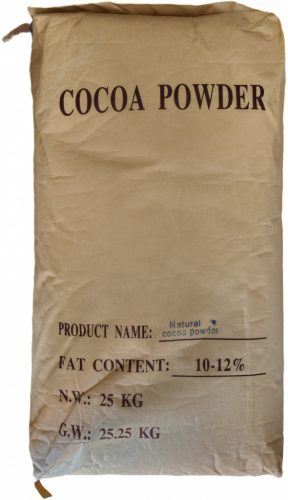 COCOA POWDER
PRODUCT NAME: Natural cocoa powder
FAT CONTENT: 10-12%
N.W.: 25 KG
G.W.: 25.25 KG